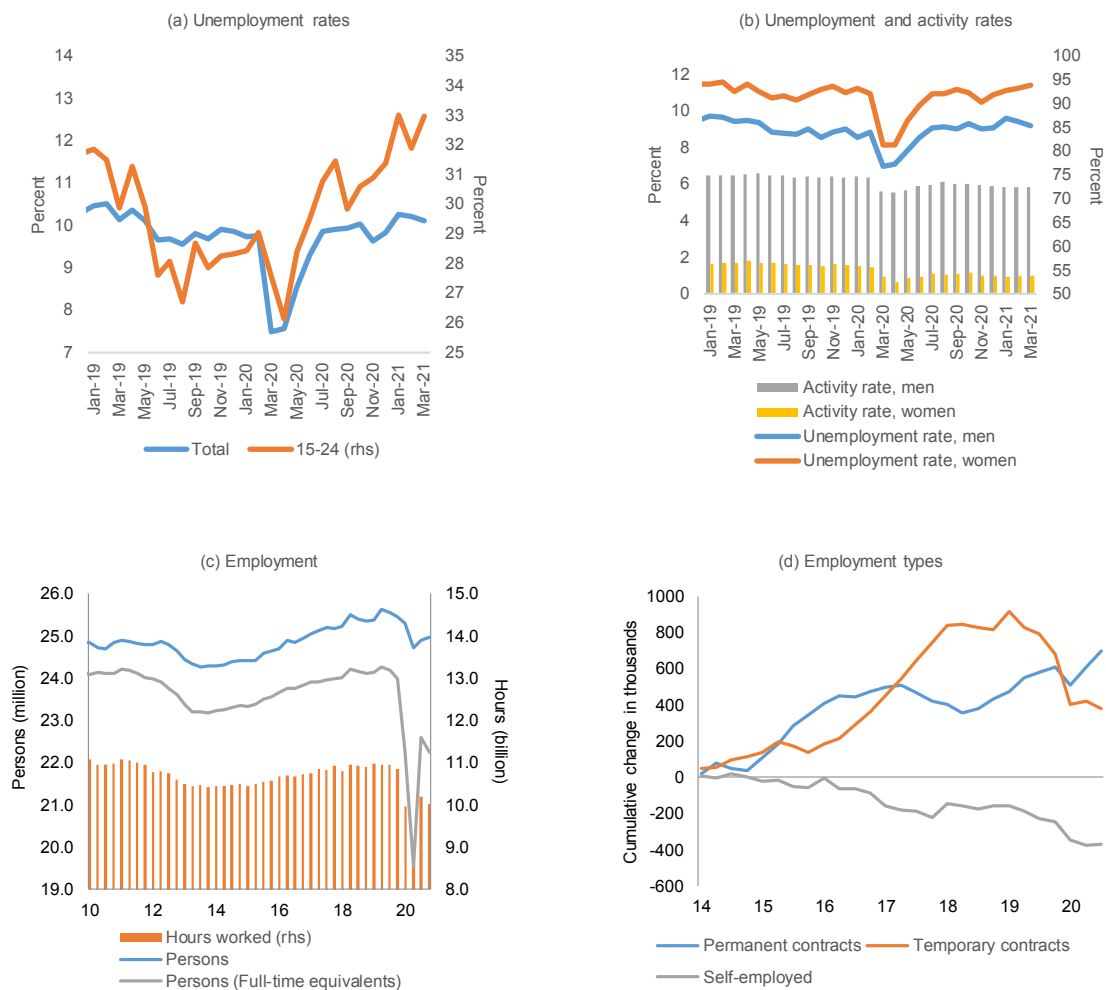 (a) Unemployment rates
14
13
12
11
10
9
8
7
Percent
35
34
33
32
31
30
29
28
27
26
25
Percent
Jan-19
Mar-19
May-19
Jul-19
Sep-19
Nov-19
Jan-20
Mar-20
May-20
Jul-20
Sep-20
Nov-20
Jan-21
Mar-21
Total
15-24 (rhs)
(b) Unemployment and activity rates
12
10
8
6
4
2
0
Percent
100
95
90
85
80
75
70
65
60
55
50
Percent
Jan-19
Mar-19
May-19
Jul-19
Sep-19
Nov-19
Jan-20
Mar-20
May-20
Jul-20
Sep-20
Nov-20
Jan-21
Mar-21
Activity rate, men
Activity rate, women
Unemployment rate, men
Unemployment rate, women
(c) Employment
26.0
25.0
24.0
23.0
22.0
21.0
20.0
19.0
Persons (million)
15.0
14.0
13.0
12.0
11.0
10.0
9.0
8.0
Hours (billion)
10 12 14 16 18 20
Hours worked (rhs)
Persons
Persons (Full-time equivalents)
(d) Employment types
1000
800
600
400
200
0
-200
-400
-600
Cumulative change in thousands
14 15 16 17 18 19 20
Permanent contracts
Temporary contracts
Self-employed